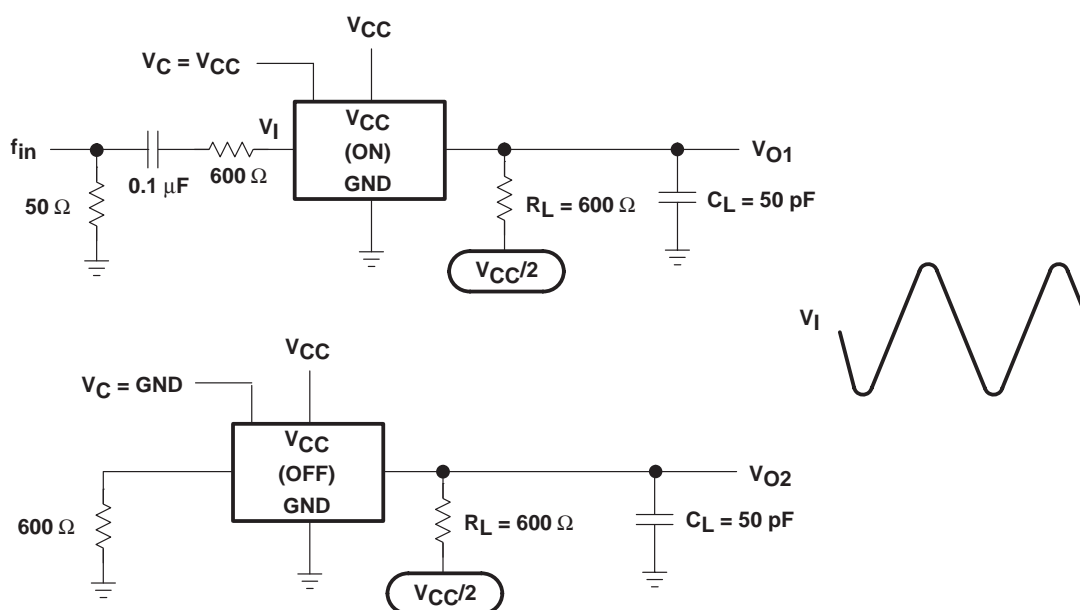 VCC
VC = VCC
VI
VCC
(ON)
GND
fin
50 Ω
0.1 μF
600 Ω
RL = 600 Ω
VCC/2
CL = 50 pF
VO1
VI
VCC
VC = GND
VCC
(OFF)
GND
600 Ω
RL = 600 Ω
VCC/2
CL = 50 pF
VO2